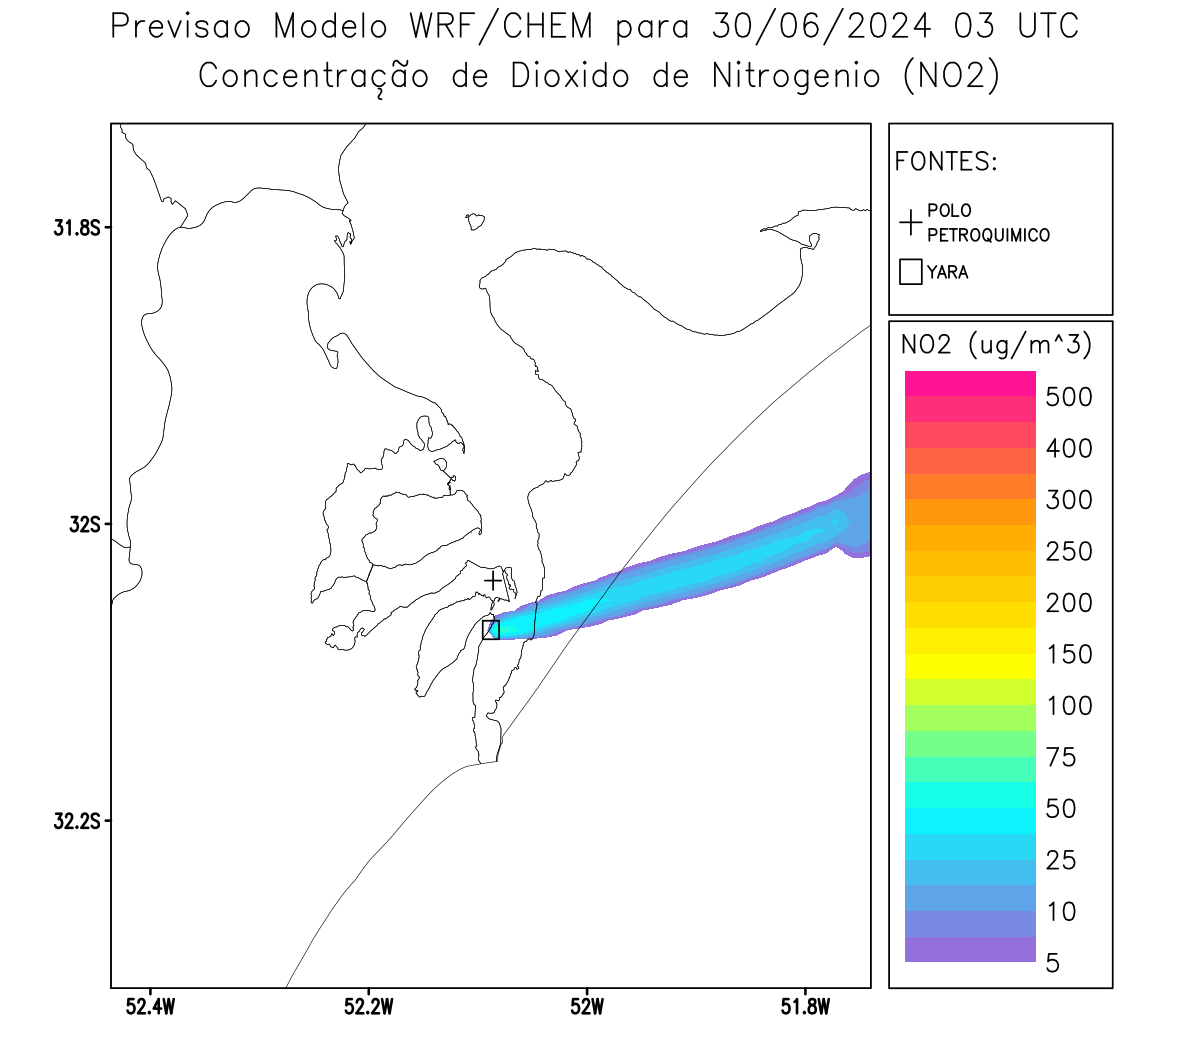 Previsao Modelo WRF/CHEM para 30/06/2024 03 UTC
Concentração de Dioxido de Nitrogenio (NO2)
FONTES:
POLO
PETROQUIMICO
YARA
NO2 (ug/m^3)
500
400
300
250
200
150
100
75
50
25
10
5
31.8S
32S
32.2S
52.4W
52.2W
52W
51.8W